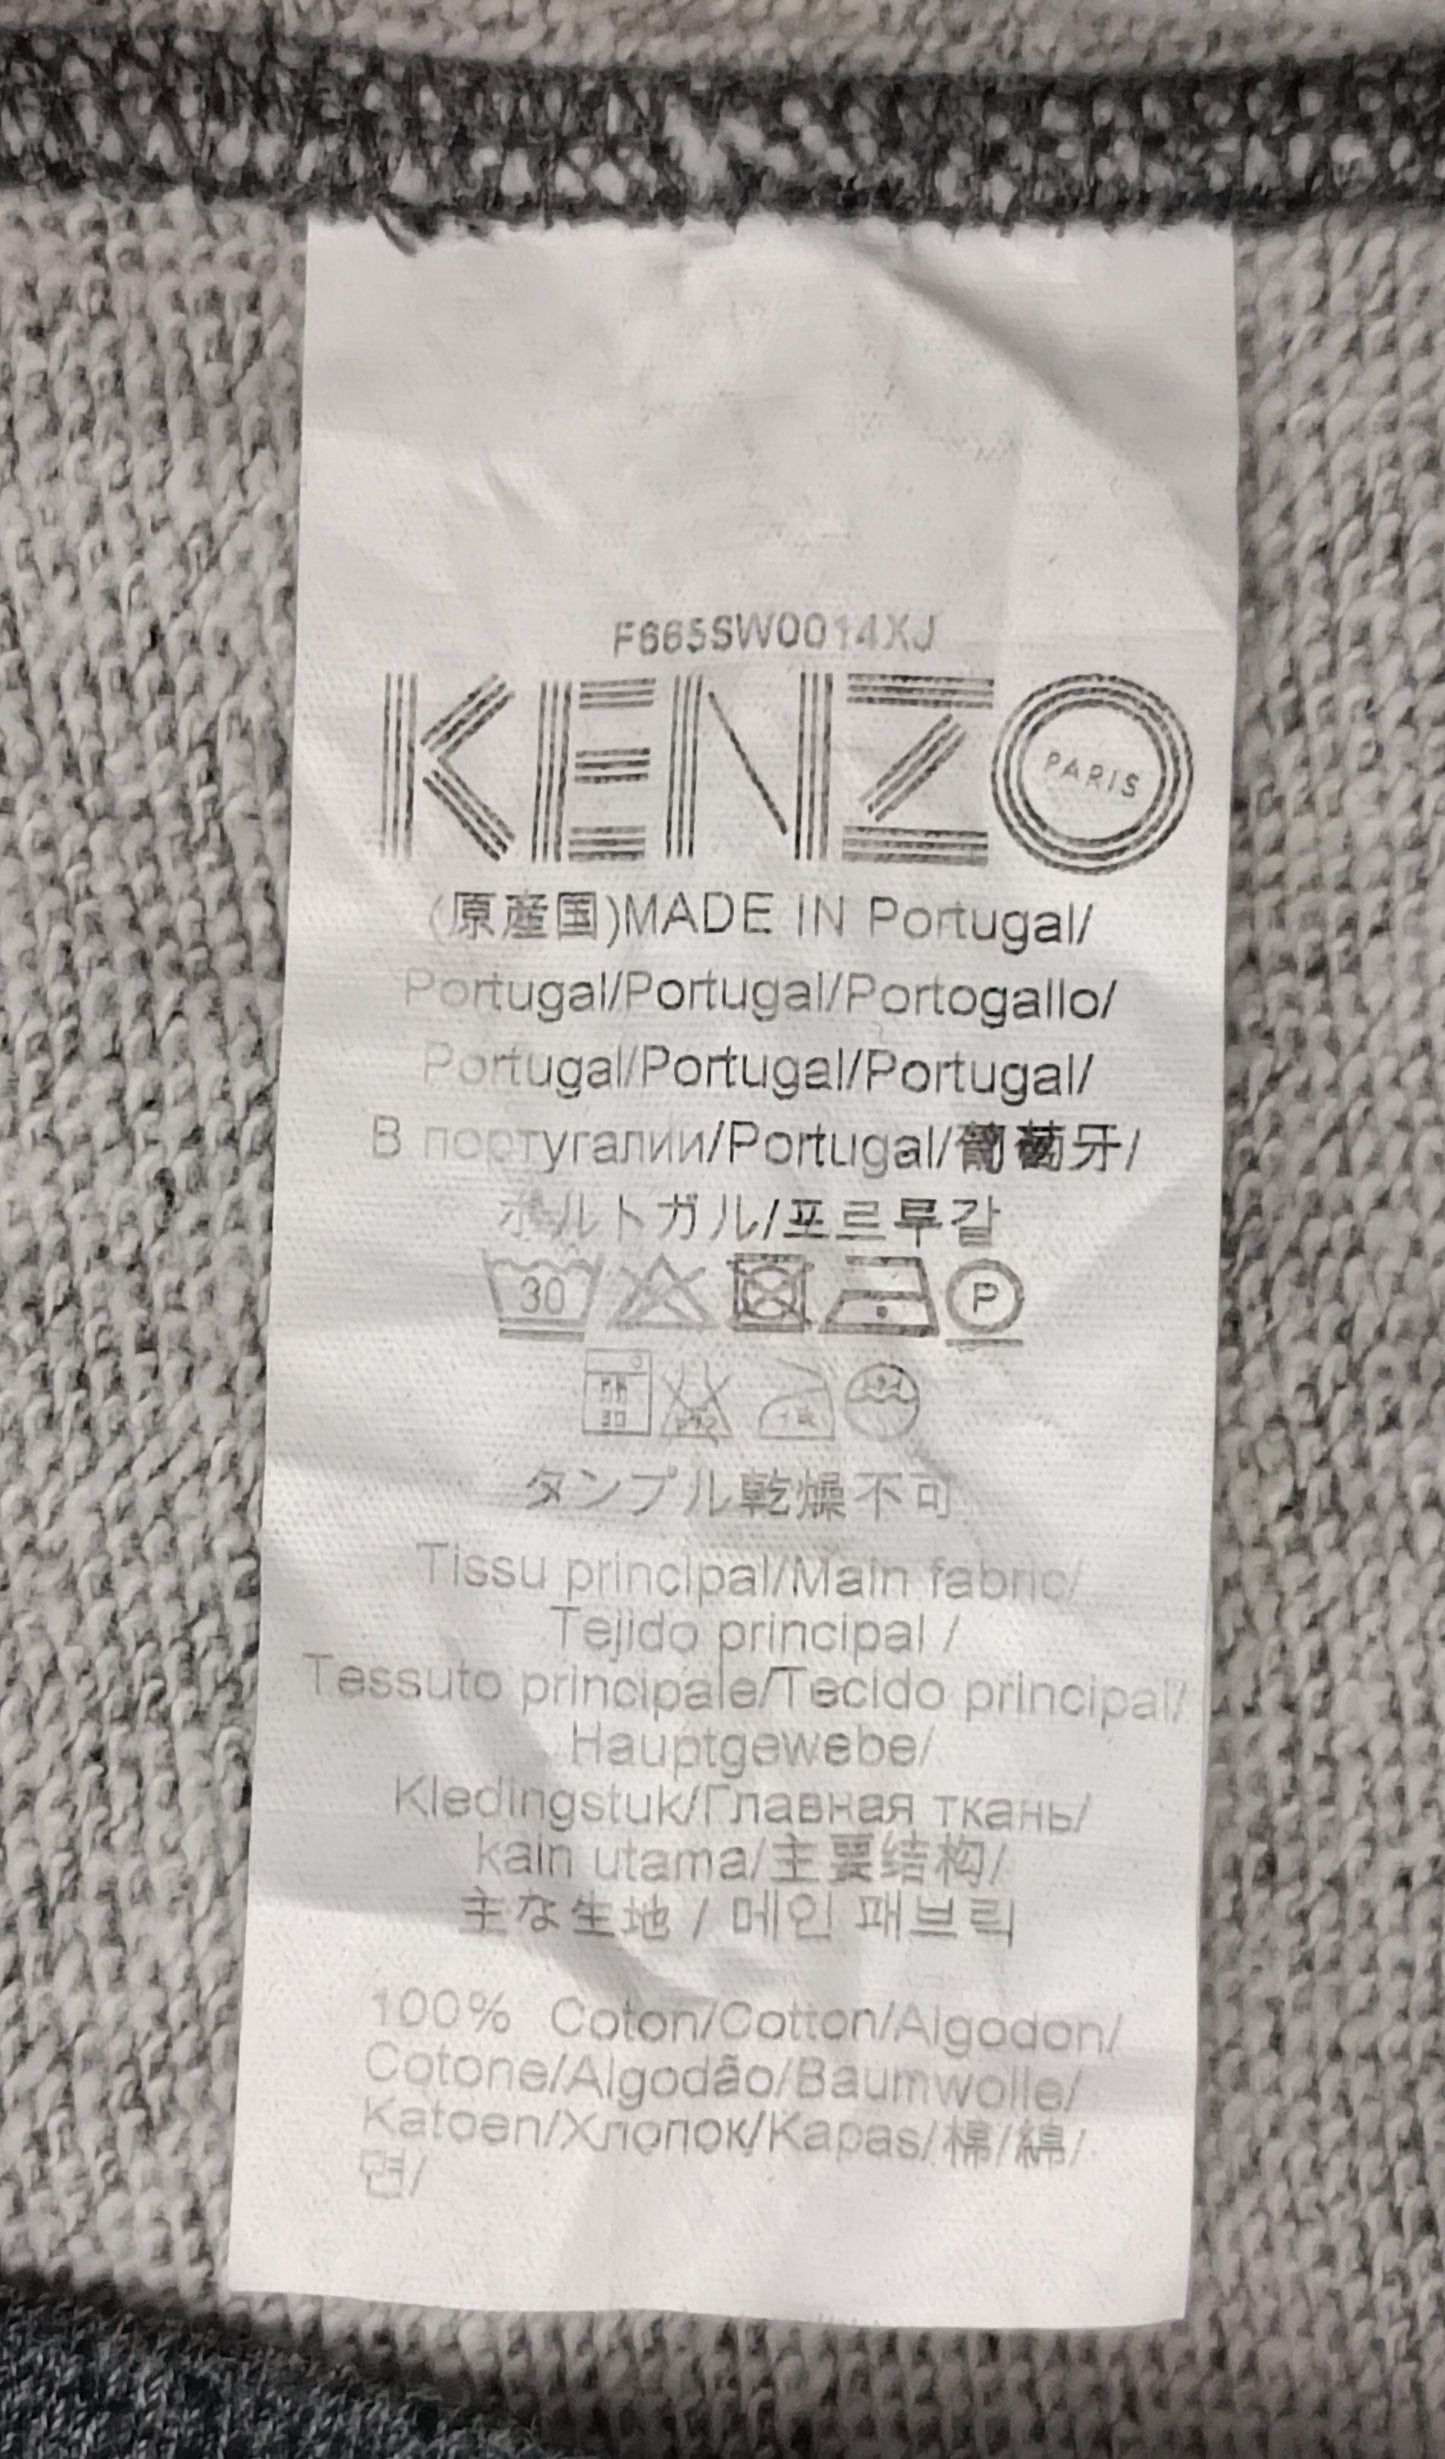 F665SW0014XJ
KENZO
PARIS
(原産国)MADE IN Portugal/
Portugal/Portugal/Portogallo/
Portugal/Portugal/Portugal/
В португалии/Portugal/葡萄牙/
ポルトガル/포르루갈
30 P
30
タンブル乾燥不可
Tissu principal/Main fabric/
Tejido principal /
Tessuto principale/Tecido principal/
Hauptgewebe/
Kledingstuk/Главная ткань/
kain utama/主要结构/
主な生地 / 메인 패브릭
100% Coton/Cotton/Algodon/
Cotone/Algodão/Baumwolle/
Katoen/Хлопок/Kapas/棉/綿/
면/